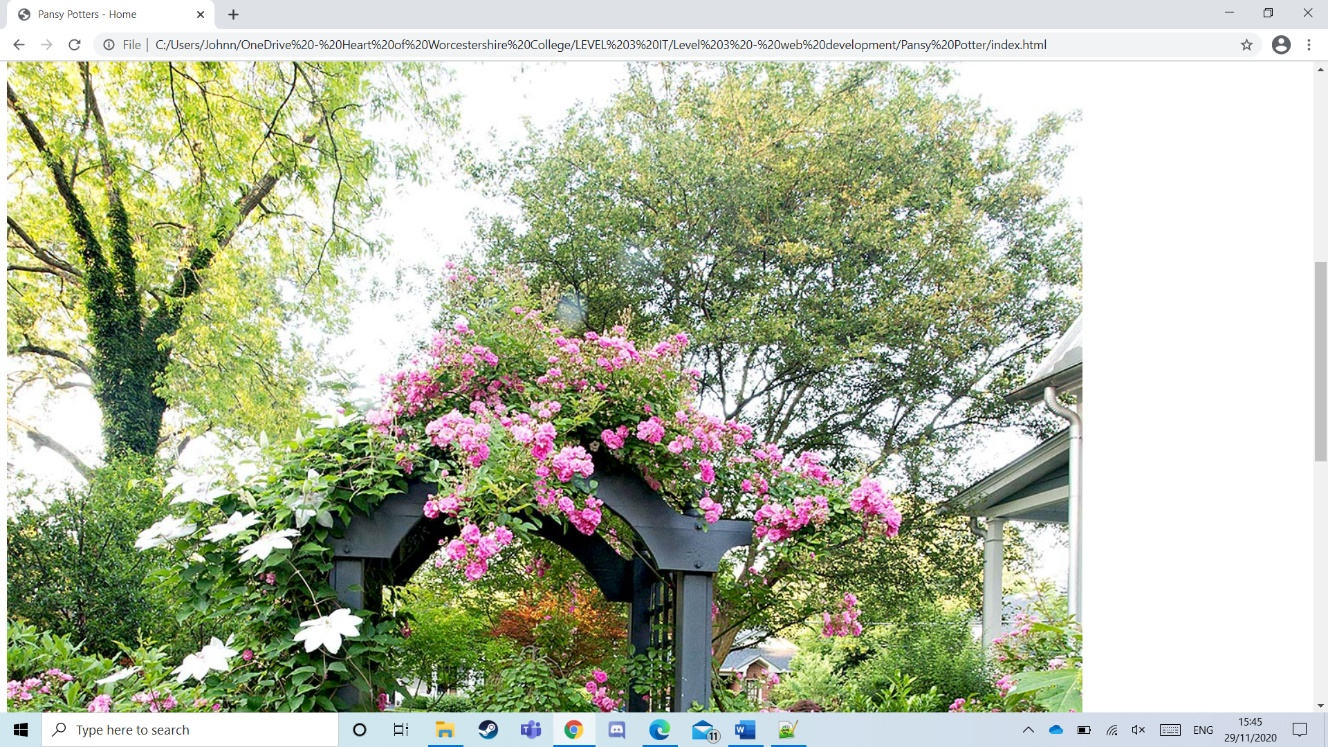 Pansy Potters - Home
File | C:/Users/Johnn/OneDrive%20-%20Heart%20of%20Worcestershire%20College/LEVEL%203%20IT/Level%203%20-%20web%20development/Pansy%20Potter/index.html
Type here to search
11
ENG
15:45
29/11/2020